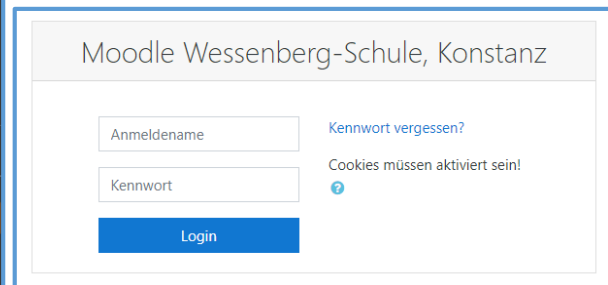 Moodle Wessenberg-Schule, Konstanz
Anmeldename
Kennwort
Login
Kennwort vergessen?
Cookies müssen aktiviert sein!